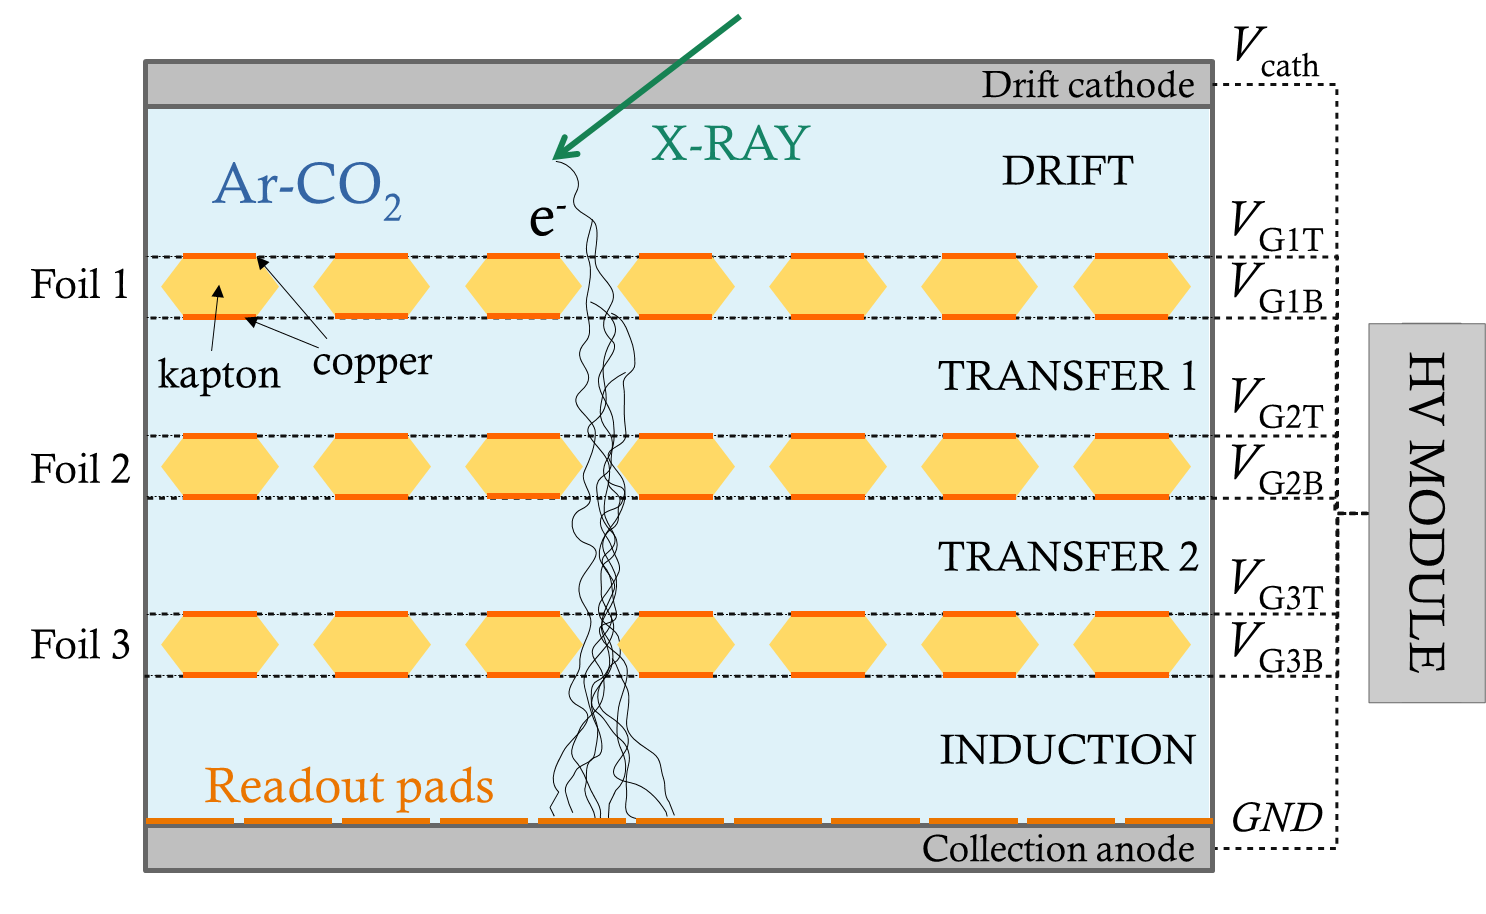 V_cath
Drift cathode
X-RAY
DRIFT
Ar-CO₂
e⁻
V_G1T
Foil 1
V_G1B
kapton
copper
TRANSFER 1
V_G2T
Foil 2
V_G2B
HV MODULE
TRANSFER 2
V_G3T
Foil 3
V_G3B
INDUCTION
Readout pads
GND
Collection anode